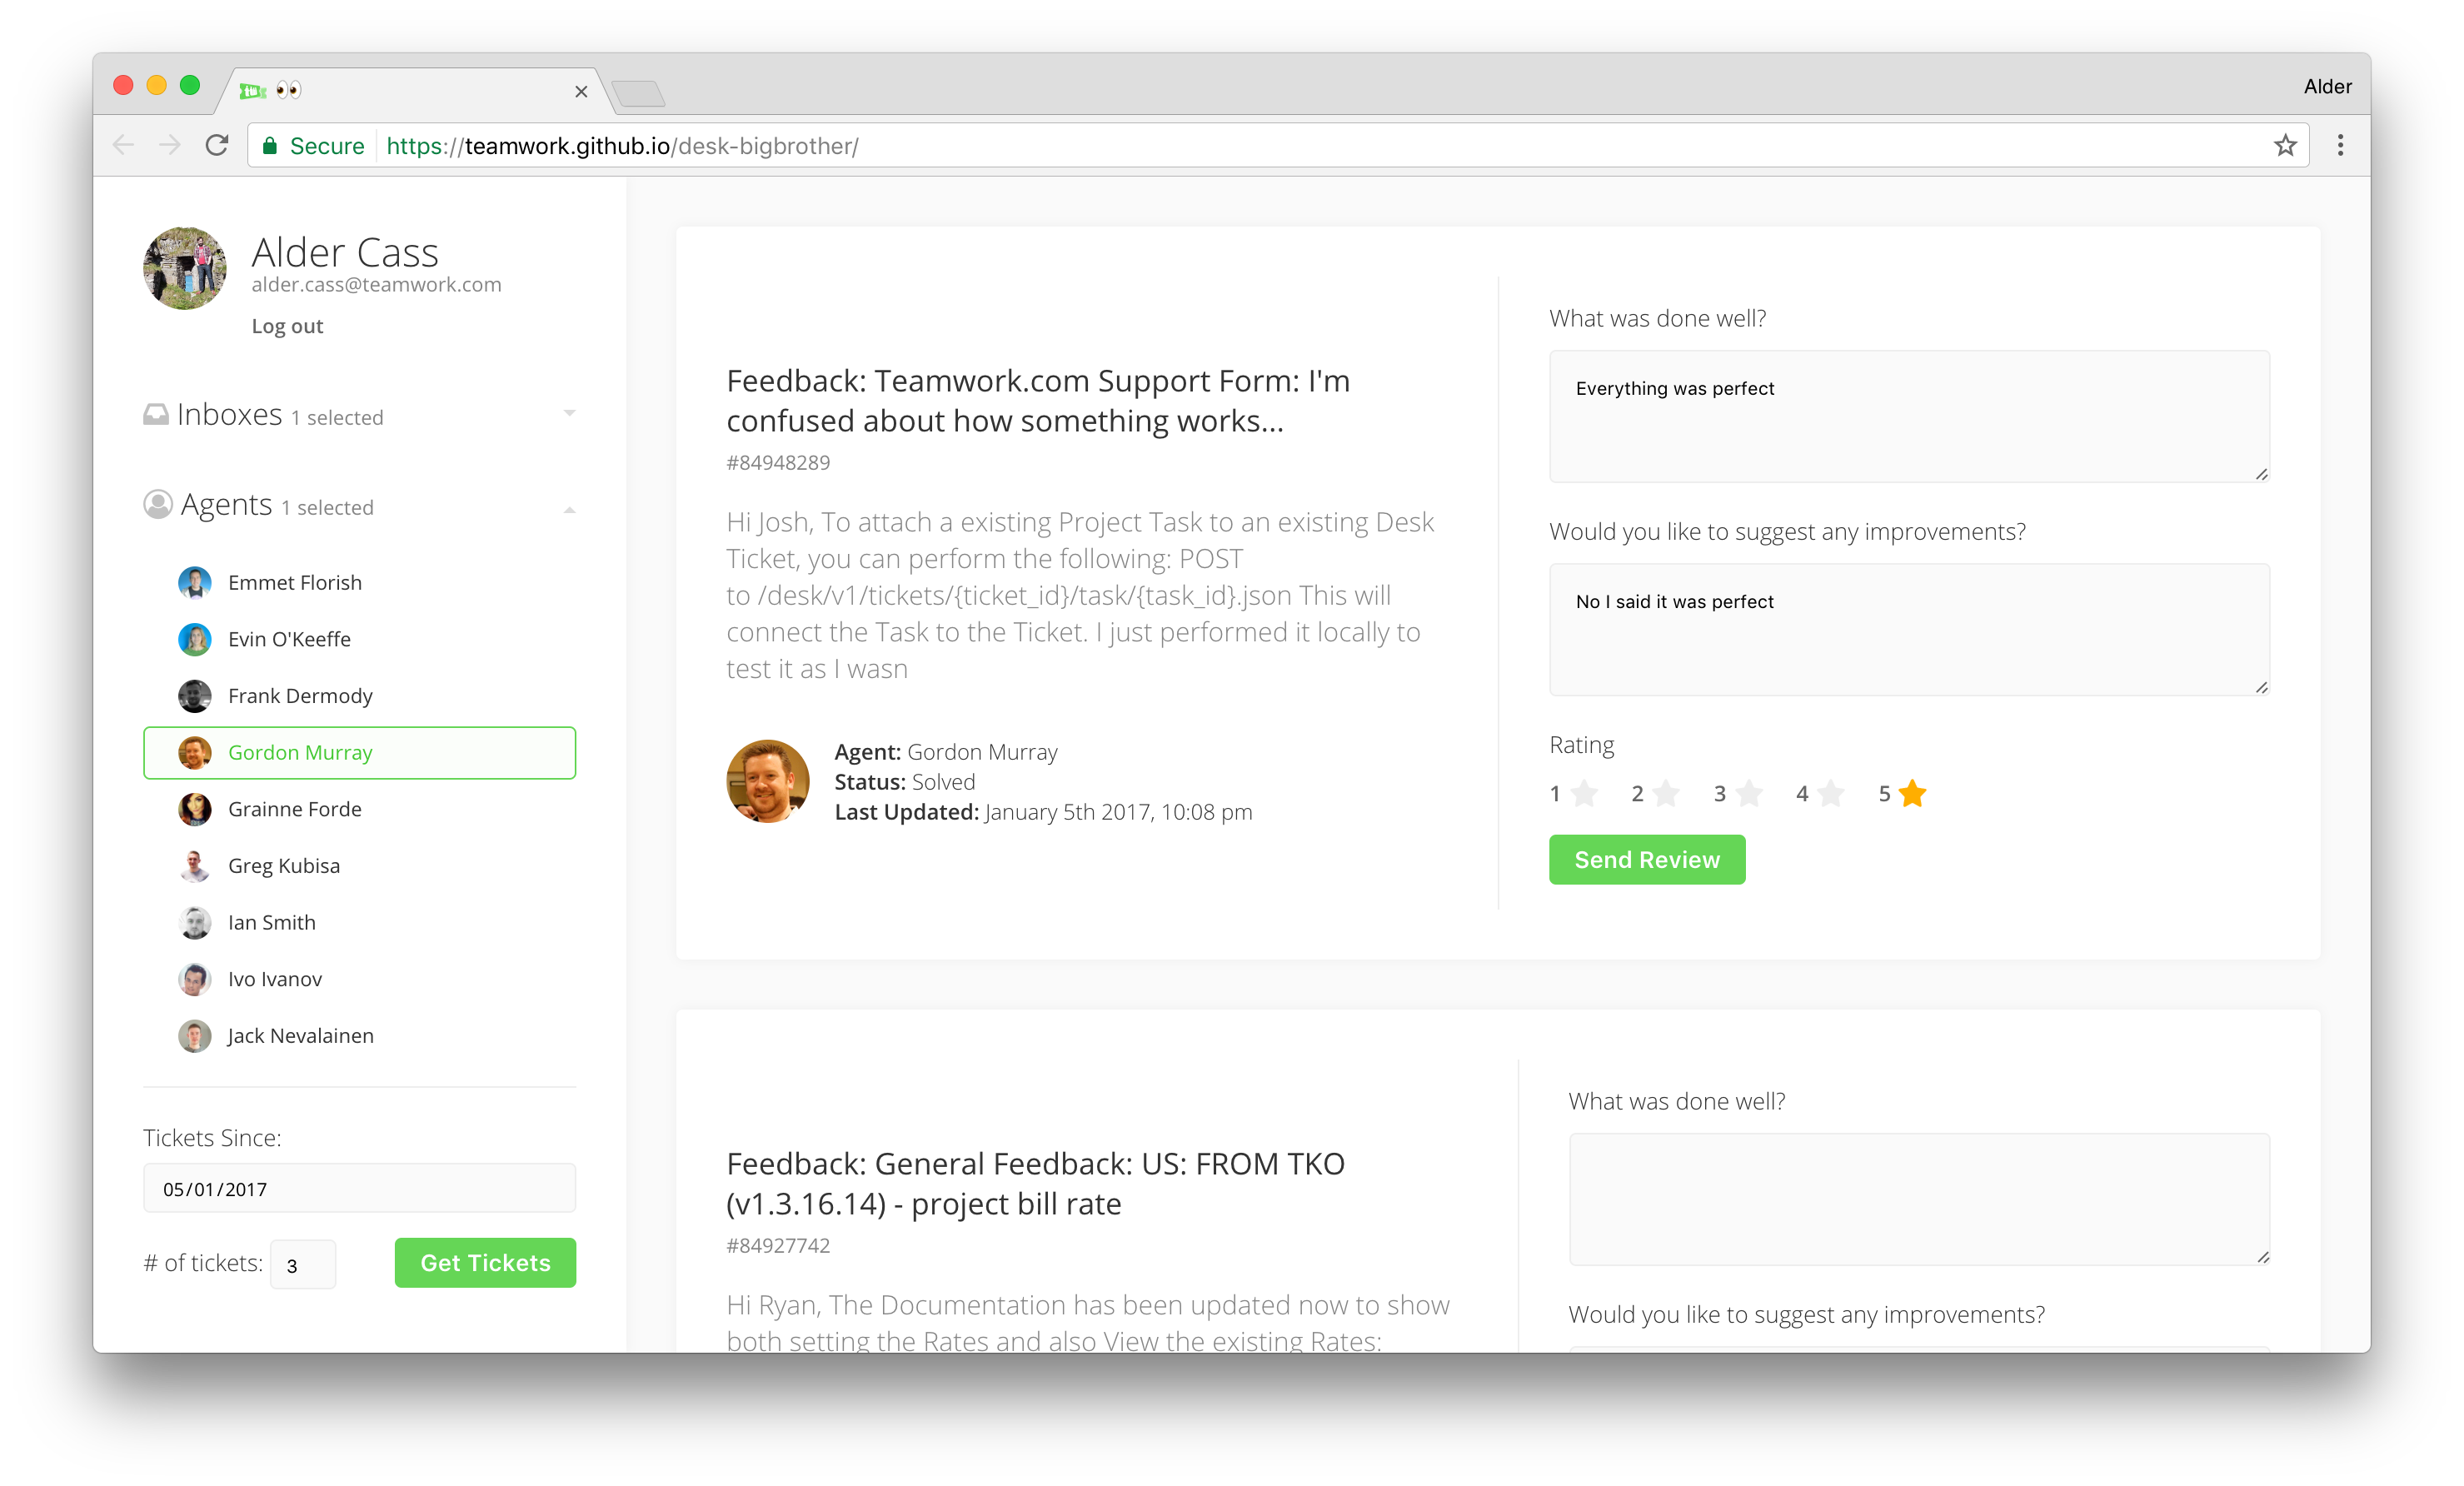 Alder
Secure https://teamwork.github.io/desk-bigbrother/
Alder Cass
alder.cass@teamwork.com
Log out
Inboxes 1 selected
Agents 1 selected
Emmet Florish
Evin O'Keeffe
Frank Dermody
Gordon Murray
Grainne Forde
Greg Kubisa
Ian Smith
Ivo Ivanov
Jack Nevalainen
Tickets Since:
05/01/2017
# of tickets: 3 Get Tickets
Feedback: Teamwork.com Support Form: I'm
confused about how something works...
#84948289
Hi Josh, To attach a existing Project Task to an existing Desk
Ticket, you can perform the following: POST
to /desk/v1/tickets/{ticket_id}/task/{task_id}.json This will
connect the Task to the Ticket. I just performed it locally to
test it as I wasn
Agent: Gordon Murray
Status: Solved
Last Updated: January 5th 2017, 10:08 pm
What was done well?
Everything was perfect
Would you like to suggest any improvements?
No I said it was perfect
Rating
1 2 3 4 5
Send Review
Feedback: General Feedback: US: FROM TKO
(v1.3.16.14) - project bill rate
#84927742
Hi Ryan, The Documentation has been updated now to show
both setting the Rates and also View the existing Rates:
What was done well?
Would you like to suggest any improvements?